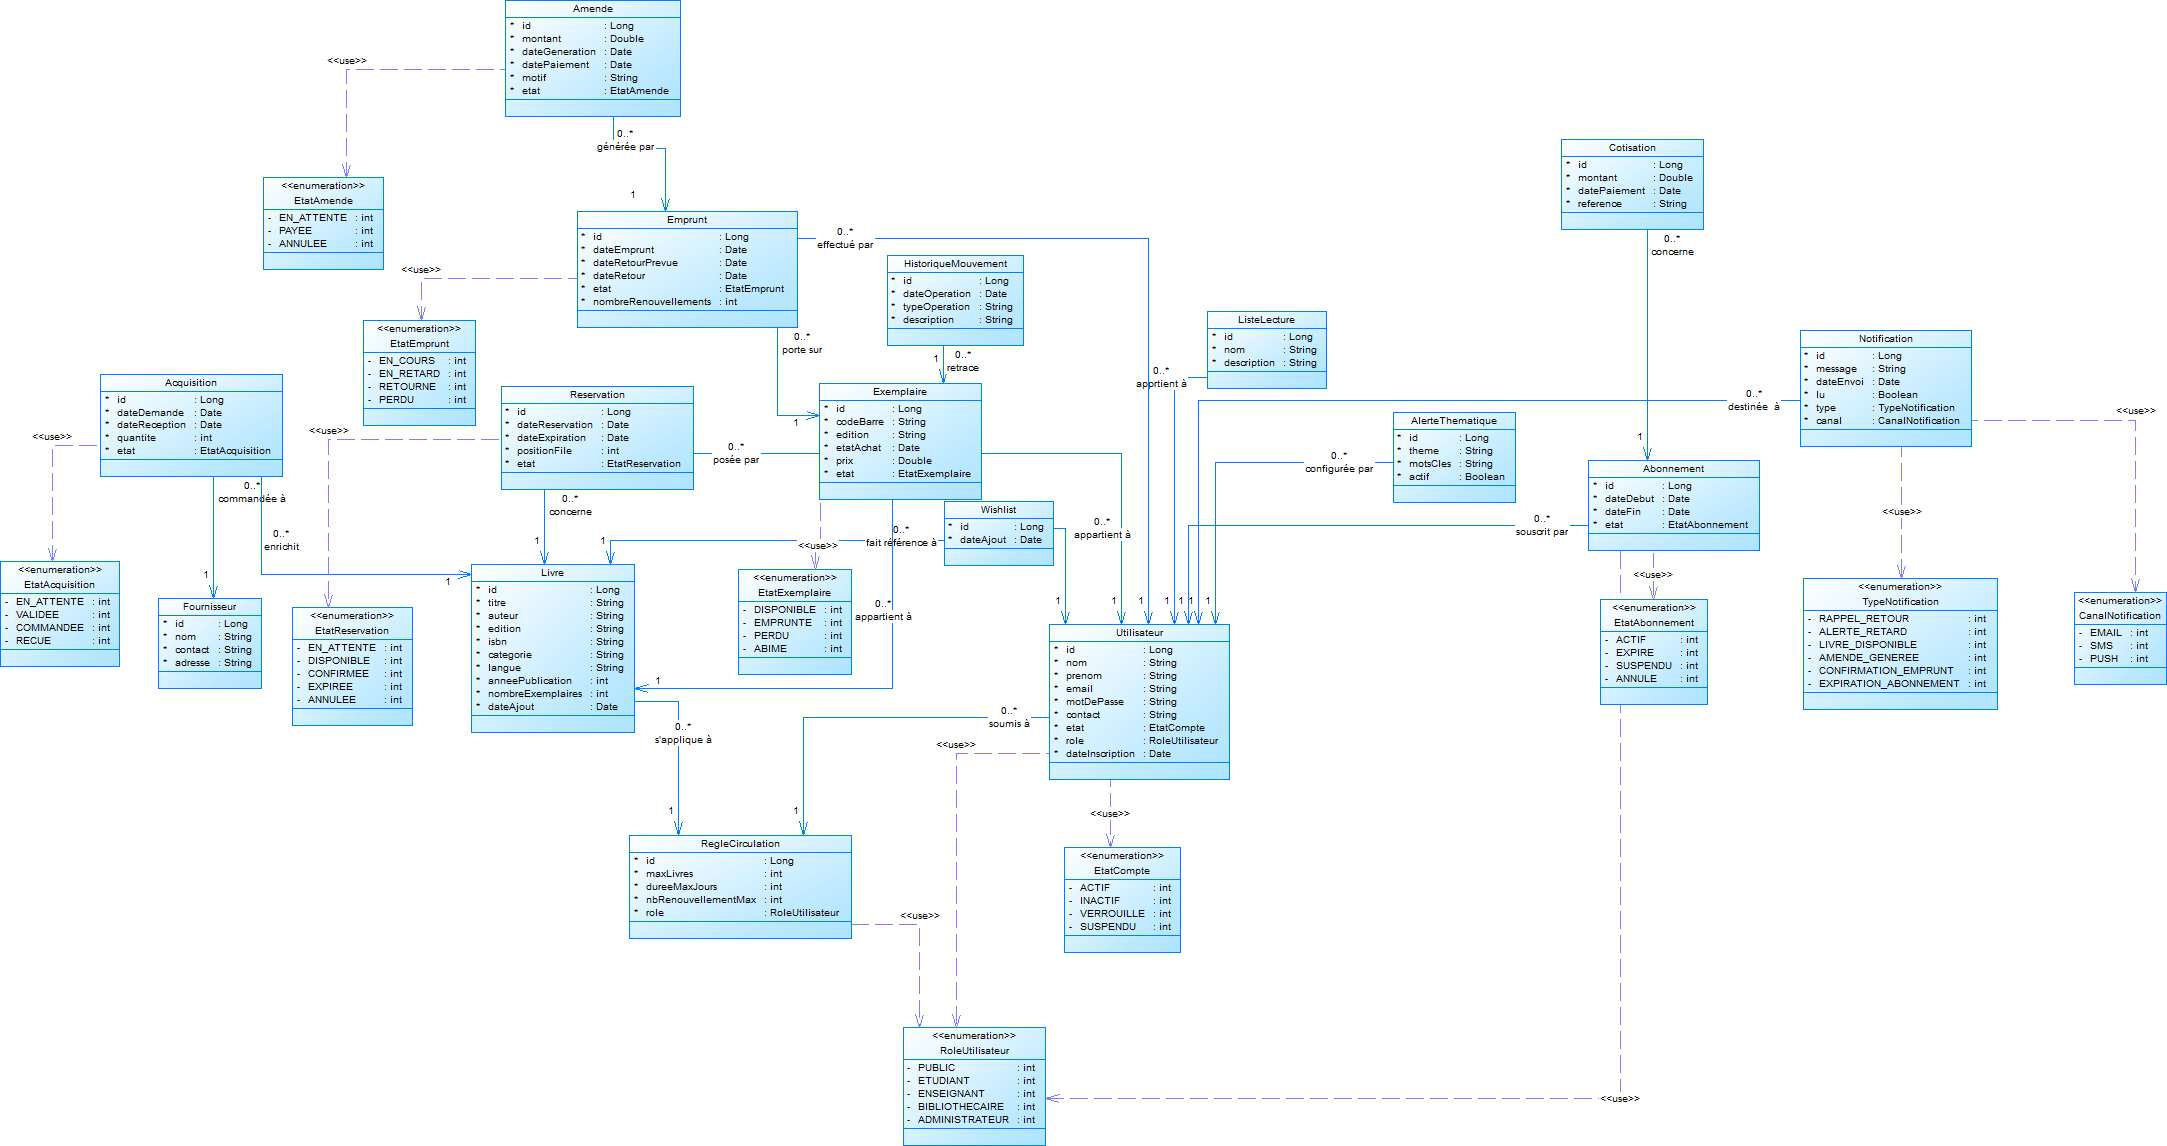 Amende
* id : Long
* montant : Double
* dateGeneration : Date
* datePaiement : Date
* motif : String
* etat : EtatAmende
<<use>>
0..*
générée par
1
<<enumeration>>
EtatAmende
- EN_ATTENTE : int
- PAYEE : int
- ANNULEE : int
Cotisation
* id : Long
* montant : Double
* datePaiement : Date
* reference : String
0..*
concerne
1
Emprunt
* id : Long
* dateEmprunt : Date
* dateRetourPrevue : Date
* dateRetour : Date
* etat : EtatEmprunt
* nombreRenouvellements : int
0..*
effectué par
1
<<use>>
0..*
porte sur
1
<<enumeration>>
EtatEmprunt
- EN_COURS : int
- EN_RETARD : int
- RETOURNE : int
- PERDU : int
HistoriqueMouvement
* id : Long
* dateOperation : Date
* typeOperation : String
* description : String
0..*
retrace
1
ListeLecture
* id : Long
* nom : String
* description : String
0..*
appartient à
1
Notification
* id : Long
* message : String
* dateEnvoi : Date
* lu : Boolean
* type : TypeNotification
* canal : CanalNotification
0..*
destinée à
1
<<use>>
<<use>>
Acquisition
* id : Long
* dateDemande : Date
* dateReception : Date
* quantite : int
* etat : EtatAcquisition
<<use>>
0..*
commandée à
1
0..*
enrichit
1
Reservation
* id : Long
* dateReservation : Date
* dateExpiration : Date
* positionFile : int
* etat : EtatReservation
<<use>>
0..*
posée par
1
0..*
concerne
1
Exemplaire
* id : Long
* codeBarre : String
* edition : String
* etatAchat : Date
* prix : Double
* etat : EtatExemplaire
<<use>>
0..*
appartient à
1
AlerteThematique
* id : Long
* theme : String
* motsCles : String
* actif : Boolean
0..*
configurée par
1
Abonnement
* id : Long
* dateDebut : Date
* dateFin : Date
* etat : EtatAbonnement
0..*
souscrit par
1
<<use>>
<<use>>
Wishlist
* id : Long
* dateAjout : Date
0..*
fait référence à
1
0..*
appartient à
1
<<enumeration>>
EtatAcquisition
- EN_ATTENTE : int
- VALIDEE : int
- COMMANDEE : int
- RECUE : int
Fournisseur
* id : Long
* nom : String
* contact : String
* adresse : String
<<enumeration>>
EtatReservation
- EN_ATTENTE : int
- DISPONIBLE : int
- CONFIRMEE : int
- EXPIREE : int
- ANNULEE : int
Livre
* id : Long
* titre : String
* auteur : String
* edition : String
* isbn : String
* categorie : String
* langue : String
* anneePublication : int
* nombreExemplaires : int
* dateAjout : Date
0..*
s'applique à
1
<<enumeration>>
EtatExemplaire
- DISPONIBLE : int
- EMPRUNTE : int
- PERDU : int
- ABIME : int
Utilisateur
* id : Long
* nom : String
* prenom : String
* email : String
* motDePasse : String
* contact : String
* etat : EtatCompte
* role : RoleUtilisateur
* dateInscription : Date
0..*
soumis à
1
<<use>>
<<use>>
<<enumeration>>
EtatAbonnement
- ACTIF : int
- EXPIRE : int
- SUSPENDU : int
- ANNULE : int
<<enumeration>>
TypeNotification
- RAPPEL_RETOUR : int
- ALERTE_RETARD : int
- LIVRE_DISPONIBLE : int
- AMENDE_GENEREE : int
- CONFIRMATION_EMPRUNT : int
- EXPIRATION_ABONNEMENT : int
<<enumeration>>
CanalNotification
- EMAIL : int
- SMS : int
- PUSH : int
RegleCirculation
* id : Long
* maxLivres : int
* dureeMaxJours : int
* nbRenouvellementMax : int
* role : RoleUtilisateur
<<use>>
<<enumeration>>
EtatCompte
- ACTIF : int
- INACTIF : int
- VERROUILLE : int
- SUSPENDU : int
<<enumeration>>
RoleUtilisateur
- PUBLIC : int
- ETUDIANT : int
- ENSEIGNANT : int
- BIBLIOTHECAIRE : int
- ADMINISTRATEUR : int